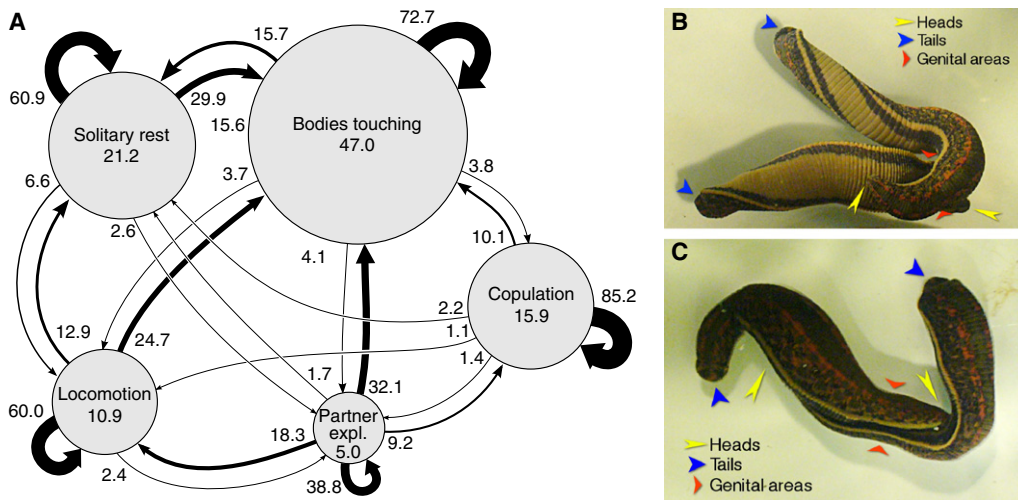 A
72.7
15.7
60.9
Solitary rest
21.2
29.9
15.6
Bodies touching
47.0
6.6
3.7
3.8
2.6
4.1
10.1
Copulation
15.9
85.2
2.2
1.1
1.4
12.9
24.7
Locomotion
10.9
60.0
1.7
32.1
Partner
expl.
5.0
18.3
9.2
2.4
38.8
B
Heads
Tails
Genital areas
C
Heads
Tails
Genital areas